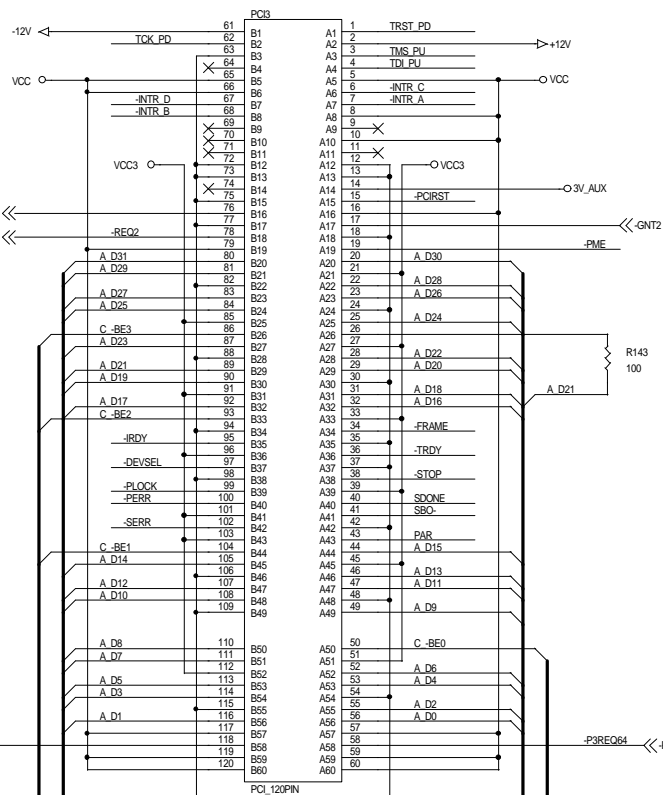 PCI3
-12V 61 B1 A1 1 TRST_PD
TCK_PD 62 B2 A2 2 +12V
63 B3 A3 3 TMS_PU
64 B4 A4 4 TDI_PU
VCC 65 B5 A5 5 VCC
66 B6 A6 6 -INTR_C
-INTR_D 67 B7 A7 7 -INTR_A
-INTR_B 68 B8 A8 8
69 B9 A9 9
70 B10 A10 10
71 B11 A11 11
VCC3 72 B12 A12 12 VCC3
73 B13 A13 13
74 B14 A14 14 3V_AUX
75 B15 A15 15 -PCIRST
76 B16 A16 16
77 B17 A17 17 -GNT2
-REQ2 78 B18 A18 18
79 B19 A19 19 -PME
A_D31 80 B20 A20 20 A_D30
A_D29 81 B21 A21 21
82 B22 A22 22 A_D28
A_D27 83 B23 A23 23 A_D26
A_D25 84 B24 A24 24
85 B25 A25 25 A_D24
C_-BE3 86 B26 A26 26
A_D23 87 B27 A27 27
88 B28 A28 28 A_D22
A_D21 89 B29 A29 29 A_D20
R143
100
A_D19 90 B30 A30 30
91 B31 A31 31 A_D18 A_D21
A_D17 92 B32 A32 32 A_D16
C_-BE2 93 B33 A33 33
94 B34 A34 34 -FRAME
-IRDY 95 B35 A35 35
96 B36 A36 36 -TRDY
-DEVSEL 97 B37 A37 37
98 B38 A38 38 -STOP
-PLOCK 99 B39 A39 39
-PERR 100 B40 A40 40 SDONE
101 B41 A41 41 SBO-
-SERR 102 B42 A42 42
103 B43 A43 43 PAR
C_-BE1 104 B44 A44 44 A_D15
A_D14 105 B45 A45 45
106 B46 A46 46 A_D13
A_D12 107 B47 A47 47 A_D11
A_D10 108 B48 A48 48
109 B49 A49 49 A_D9
A_D8 110 B50 A50 50 C_-BE0
A_D7 111 B51 A51 51
112 B52 A52 52 A_D6
A_D5 113 B53 A53 53 A_D4
A_D3 114 B54 A54 54
115 B55 A55 55 A_D2
A_D1 116 B56 A56 56 A_D0
117 B57 A57 57
118 B58 A58 58 -P3REQ64
119 B59 A59 59
120 B60 A60 60
PCI_120PIN